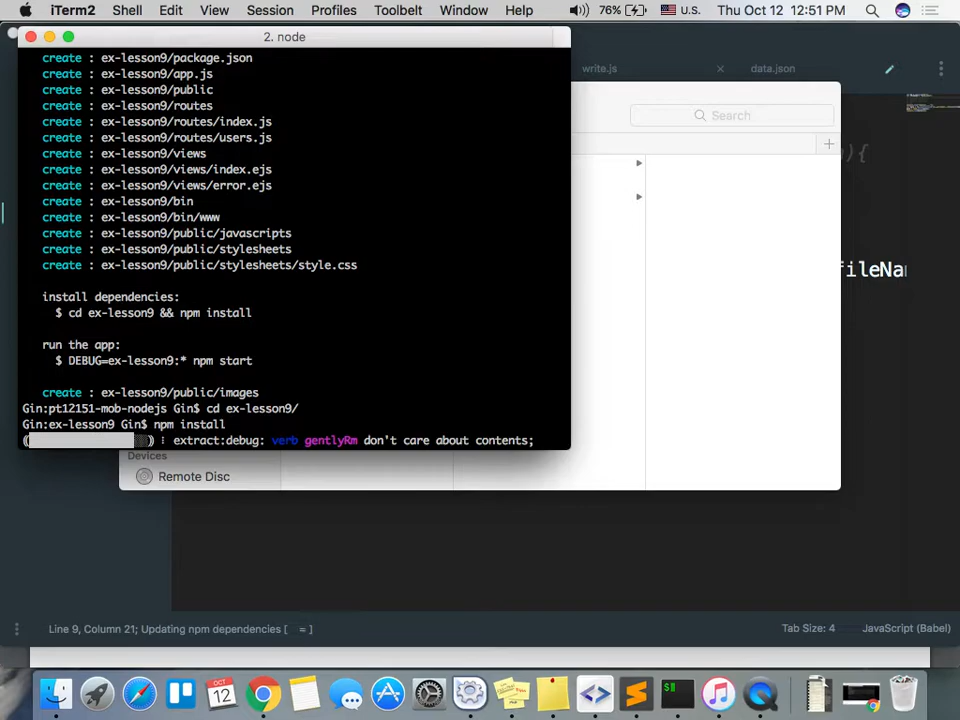 iTerm2 Shell Edit View Session Profiles Toolbelt Window Help 76% U.S. Thu Oct 12 12:51 PM
2. node
create : ex-lesson9/package.json
create : ex-lesson9/app.js
create : ex-lesson9/public
create : ex-lesson9/routes
create : ex-lesson9/routes/index.js
create : ex-lesson9/routes/users.js
create : ex-lesson9/views
create : ex-lesson9/views/index.ejs
create : ex-lesson9/views/error.ejs
create : ex-lesson9/bin
create : ex-lesson9/bin/www
create : ex-lesson9/public/javascripts
create : ex-lesson9/public/stylesheets
create : ex-lesson9/public/stylesheets/style.css
install dependencies:
$ cd ex-lesson9 && npm install
run the app:
$ DEBUG=ex-lesson9:* npm start
create : ex-lesson9/public/images
Gin:pt12151-mob-nodejs Gin$ cd ex-lesson9/
Gin:ex-lesson9 Gin$ npm install
⸨ ⸩ ⠇ extract:debug: verb gentlyRm don't care about contents;
write.js × data.json
Search
+
){
fileNa
Devices
Remote Disc
Line 9, Column 21; Updating npm dependencies [ = ] Tab Size: 4 JavaScript (Babel)
12